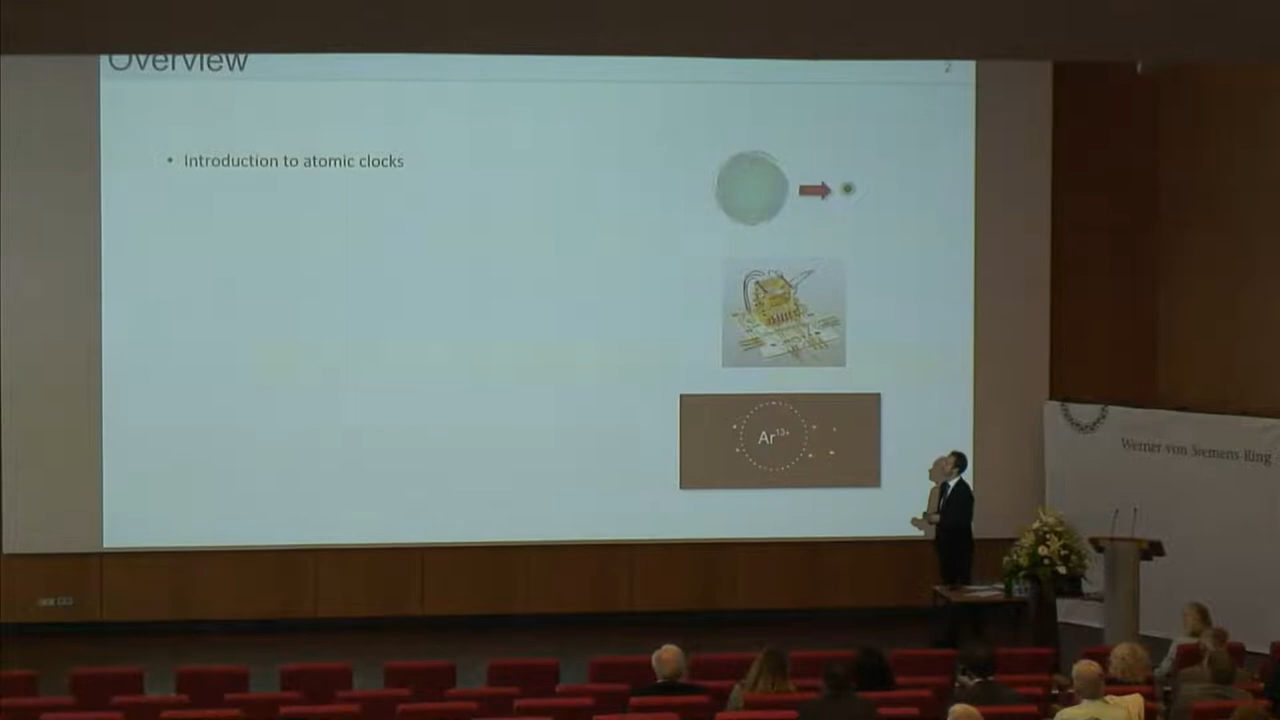 Overview
2
• Introduction to atomic clocks
Ar13+
Werner-von-Siemens-Ring